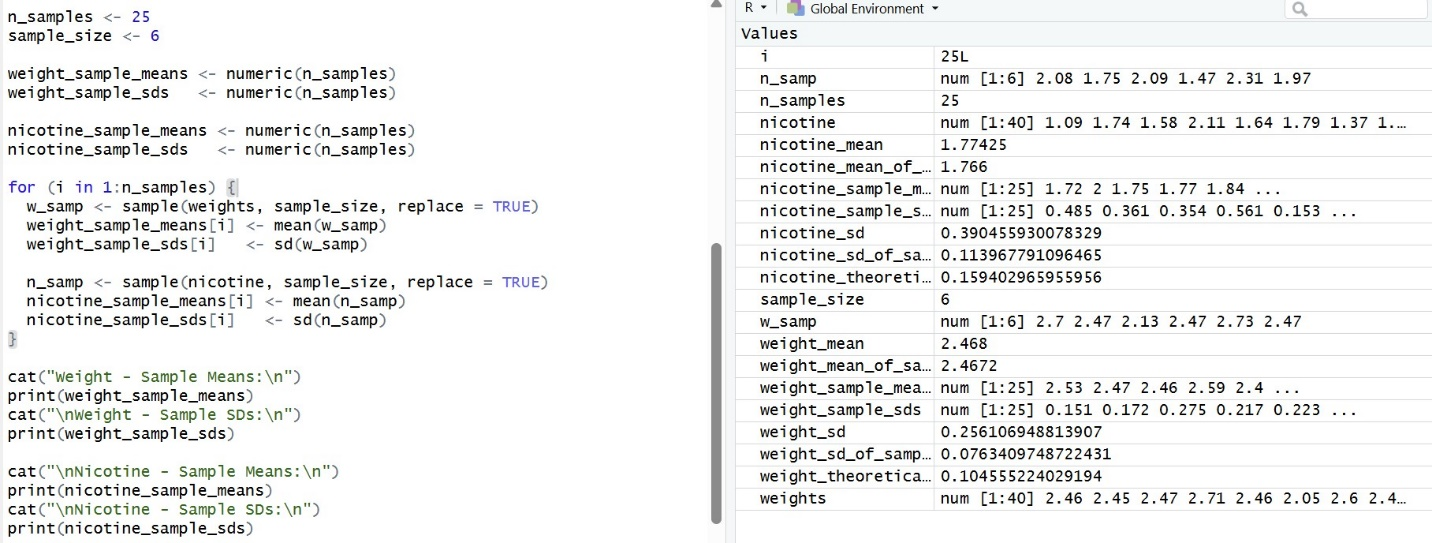 n_samples <- 25
sample_size <- 6
weight_sample_means <- numeric(n_samples)
weight_sample_sds   <- numeric(n_samples)
nicotine_sample_means <- numeric(n_samples)
nicotine_sample_sds   <- numeric(n_samples)
for (i in 1:n_samples) {
  w_samp <- sample(weights, sample_size, replace = TRUE)
  weight_sample_means[i] <- mean(w_samp)
  weight_sample_sds[i]   <- sd(w_samp)
  n_samp <- sample(nicotine, sample_size, replace = TRUE)
  nicotine_sample_means[i] <- mean(n_samp)
  nicotine_sample_sds[i]   <- sd(n_samp)
}
cat("Weight - Sample Means:\n")
print(weight_sample_means)
cat("\nWeight - Sample SDs:\n")
print(weight_sample_sds)
cat("\nNicotine - Sample Means:\n")
print(nicotine_sample_means)
cat("\nNicotine - Sample SDs:\n")
print(nicotine_sample_sds)
R Global Environment
Values
i 25L
n_samp num [1:6] 2.08 1.75 2.09 1.47 2.31 1.97
n_samples 25
nicotine num [1:40] 1.09 1.74 1.58 2.11 1.64 1.79 1.37 1.…
nicotine_mean 1.77425
nicotine_mean_of_… 1.766
nicotine_sample_m… num [1:25] 1.72 2 1.75 1.77 1.84 ...
nicotine_sample_s… num [1:25] 0.485 0.361 0.354 0.561 0.153 ...
nicotine_sd 0.390455930078329
nicotine_sd_of_sa… 0.113967791096465
nicotine_theoreti… 0.159402965955956
sample_size 6
w_samp num [1:6] 2.7 2.47 2.13 2.47 2.73 2.47
weight_mean 2.468
weight_mean_of_sa… 2.4672
weight_sample_mea… num [1:25] 2.53 2.47 2.46 2.59 2.4 ...
weight_sample_sds num [1:25] 0.151 0.172 0.275 0.217 0.223 ...
weight_sd 0.256106948813907
weight_sd_of_samp… 0.0763409748722431
weight_theoretica… 0.104555224029194
weights num [1:40] 2.46 2.45 2.47 2.71 2.46 2.05 2.6 2.4…